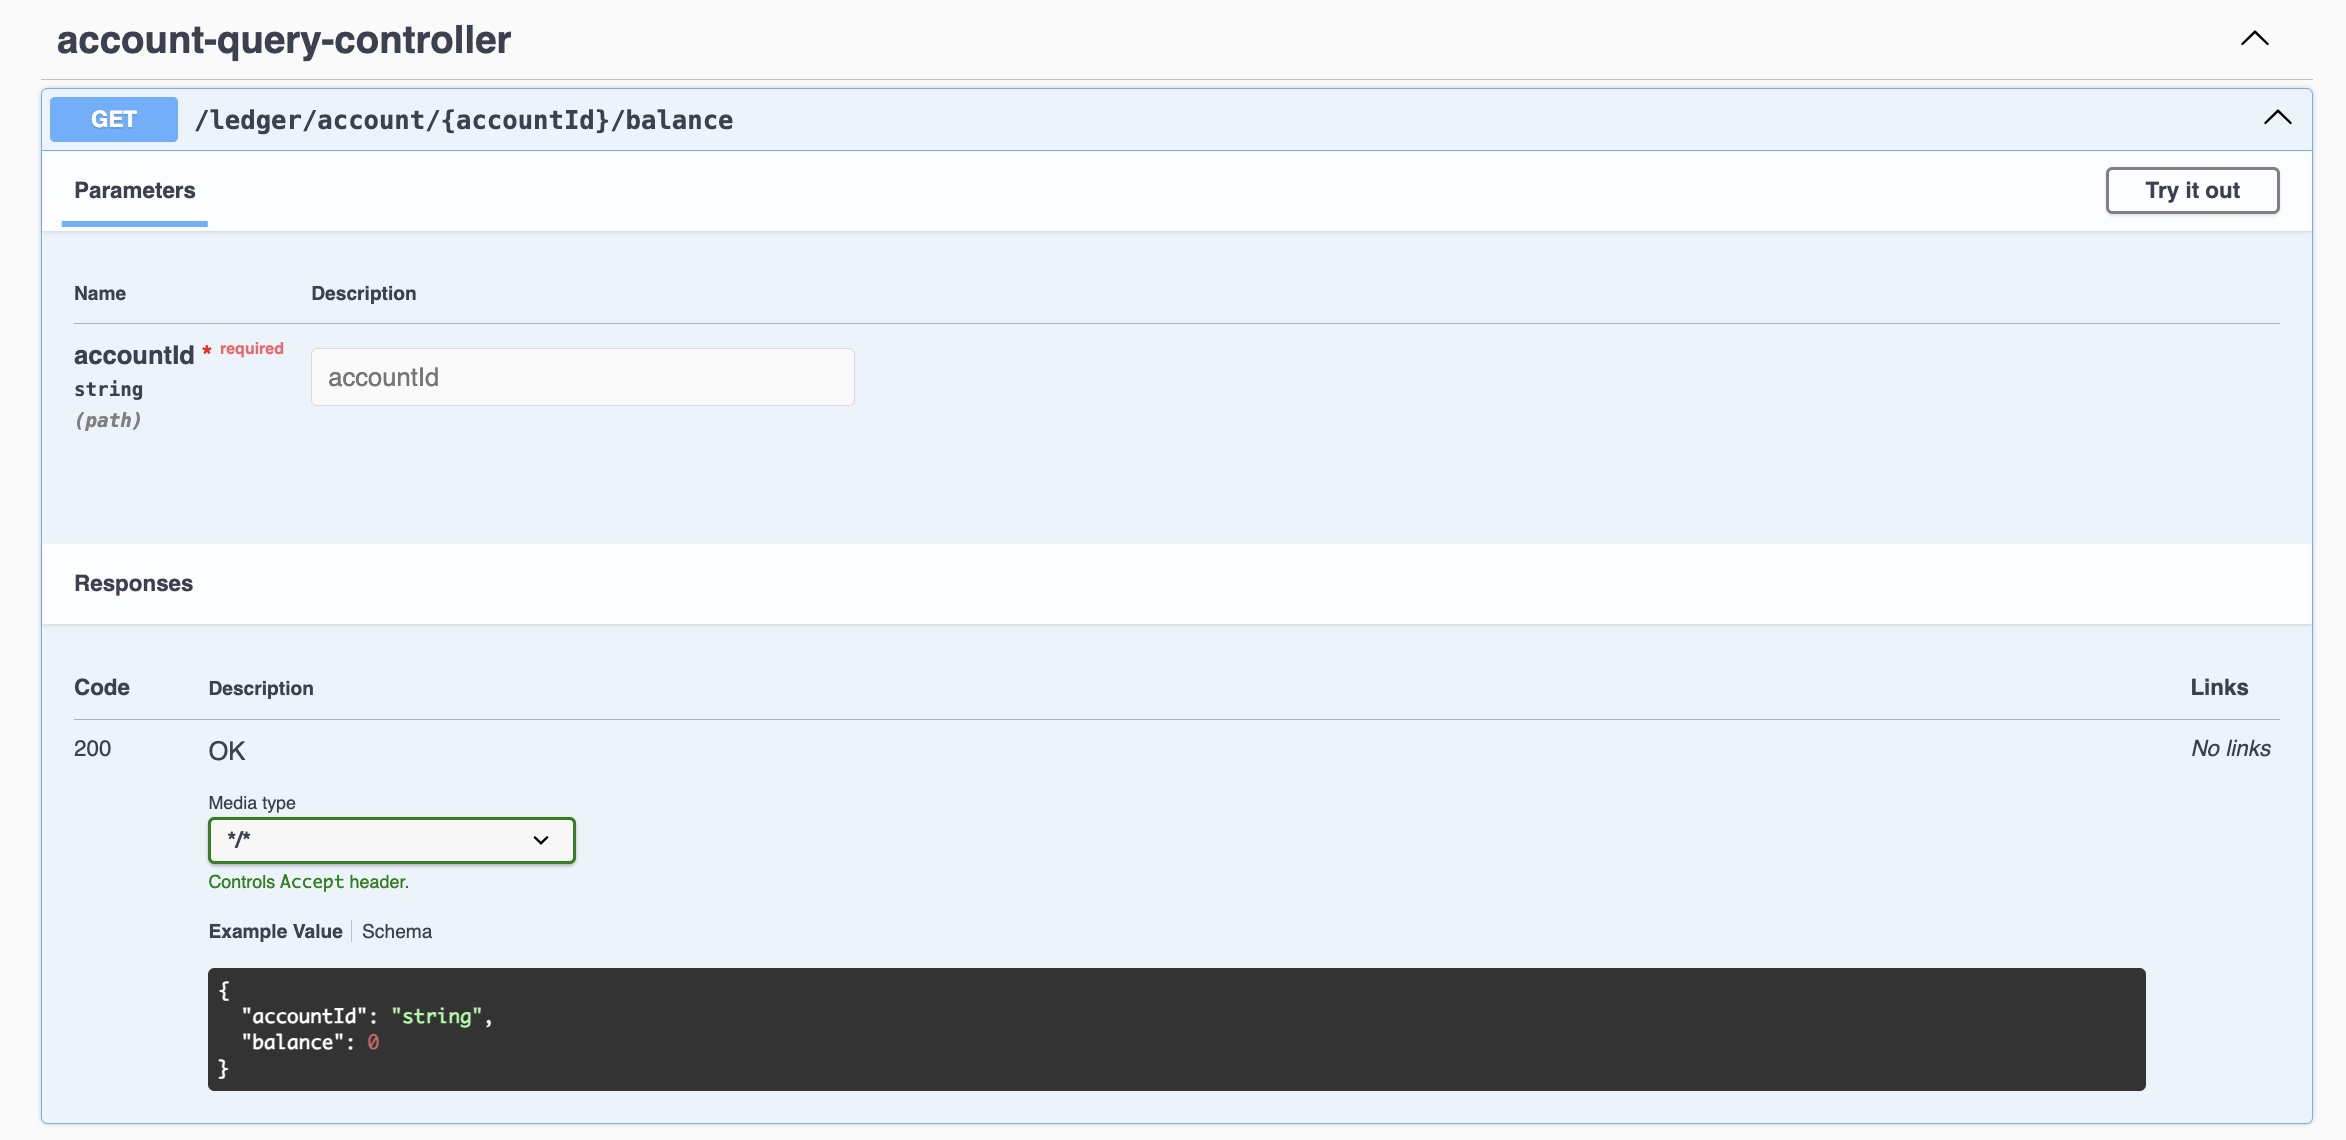 account-query-controller
GET /ledger/account/{accountId}/balance
Parameters
Try it out
Name Description
accountId * required
string
(path)
accountId
Responses
Code Description Links
200 OK No links
Media type
*/*
Controls Accept header.
Example Value Schema
{
  "accountId": "string",
  "balance": 0
}